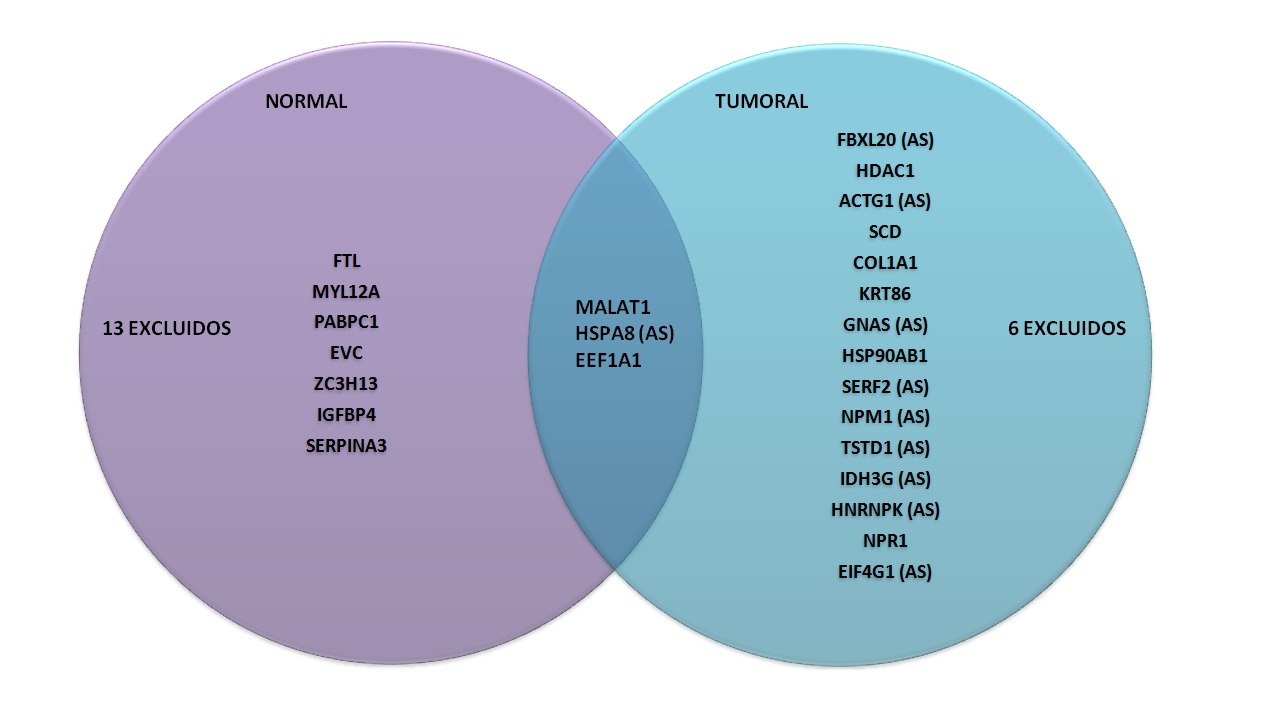 NORMAL
13 EXCLUIDOS
FTL
MYL12A
PABPC1
EVC
ZC3H13
IGFBP4
SERPINA3
MALAT1
HSPA8 (AS)
EEF1A1
TUMORAL
FBXL20 (AS)
HDAC1
ACTG1 (AS)
SCD
COL1A1
KRT86
GNAS (AS)
HSP90AB1
SERF2 (AS)
NPM1 (AS)
TSTD1 (AS)
IDH3G (AS)
HNRNPK (AS)
NPR1
EIF4G1 (AS)
6 EXCLUIDOS